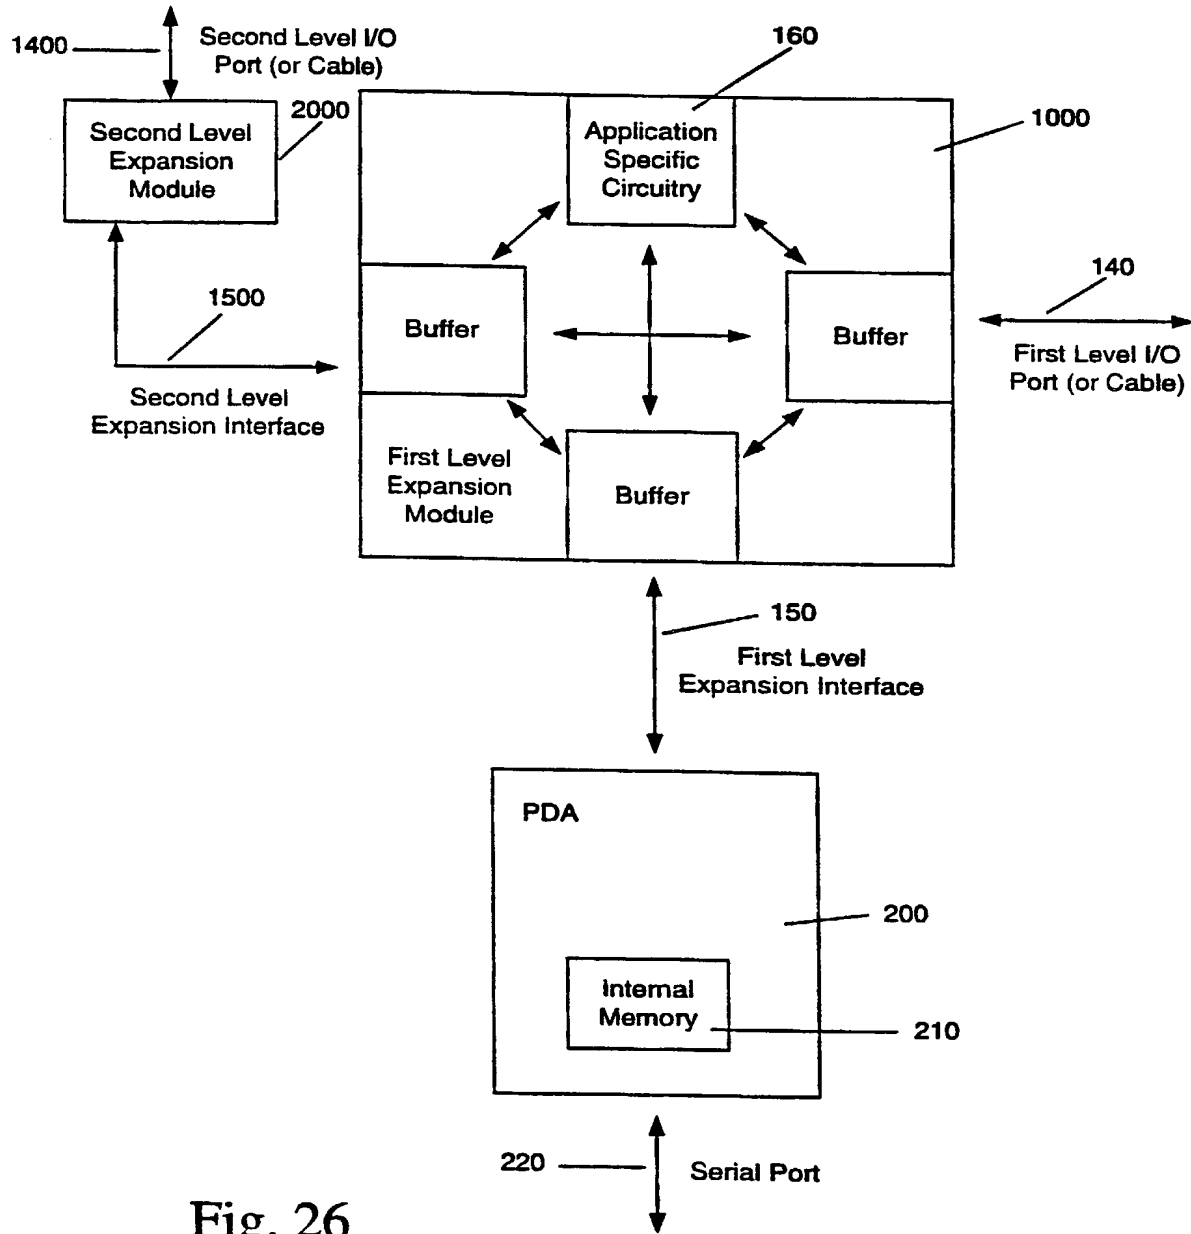 1400
Second Level I/O
Port (or Cable)
160
2000
1000
Second Level
Expansion
Module
Application
Specific
Circuitry
140
1500
Buffer
Buffer
First Level I/O
Port (or Cable)
Second Level
Expansion Interface
First Level
Expansion
Module
Buffer
150
First Level
Expansion Interface
PDA
200
Internal
Memory
210
220
Serial Port
Fig. 26